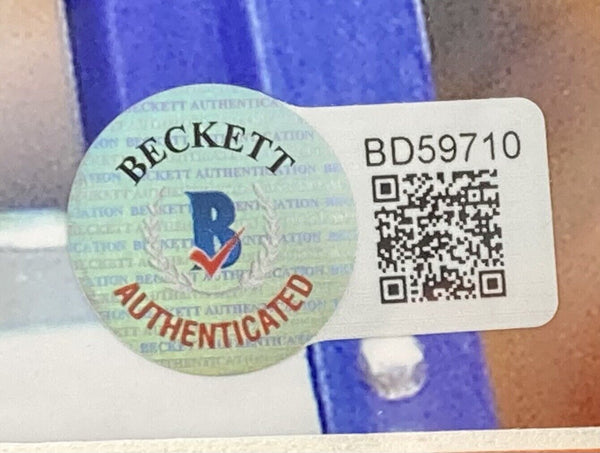 BECKETT
B
AUTHENTICATED
BD59710